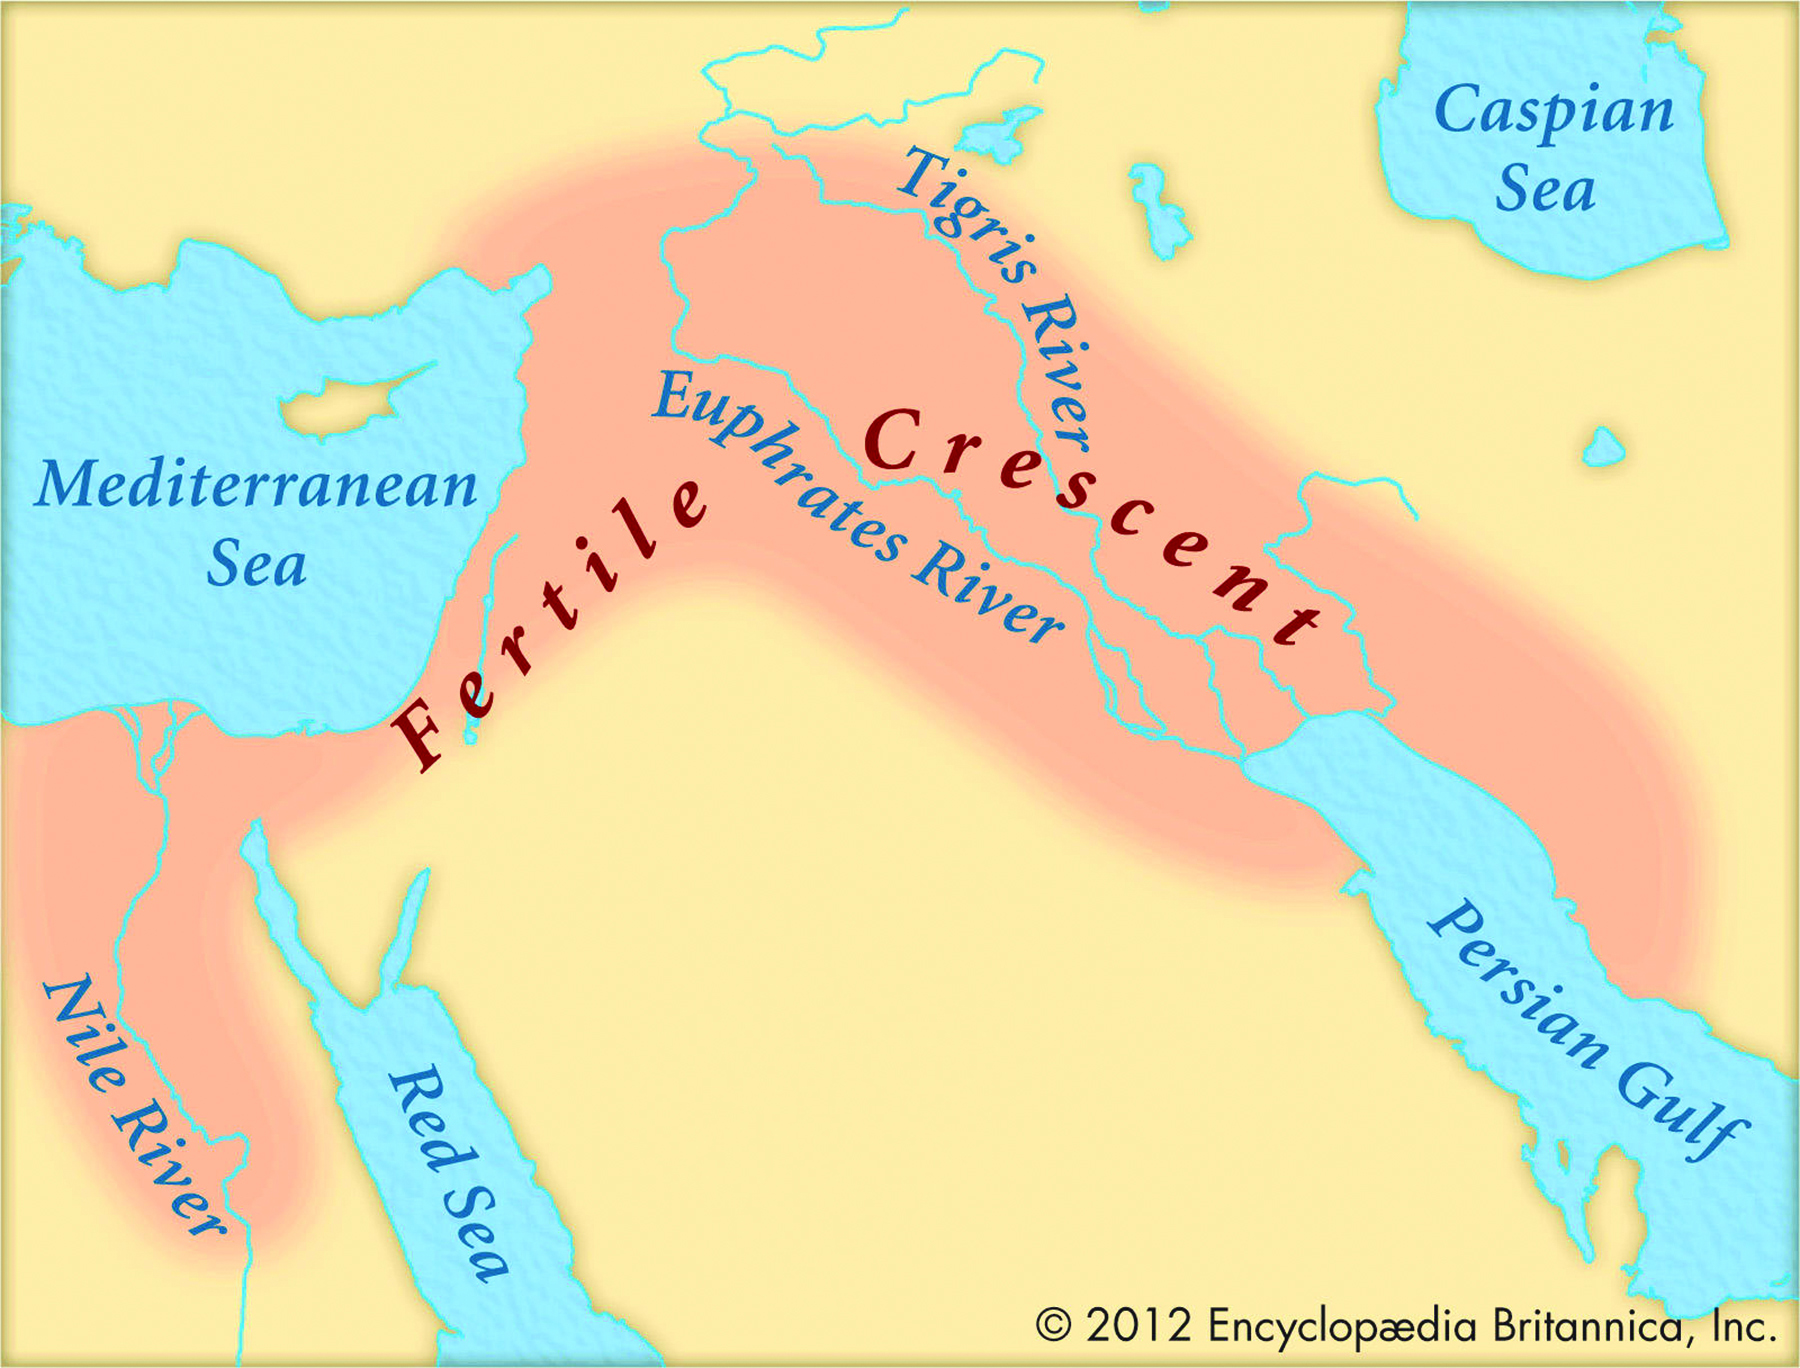 Caspian
Sea
Tigris River
Euphrates River
Fertile Crescent
Mediterranean
Sea
Nile River
Red Sea
Persian Gulf
© 2012 Encyclopædia Britannica, Inc.